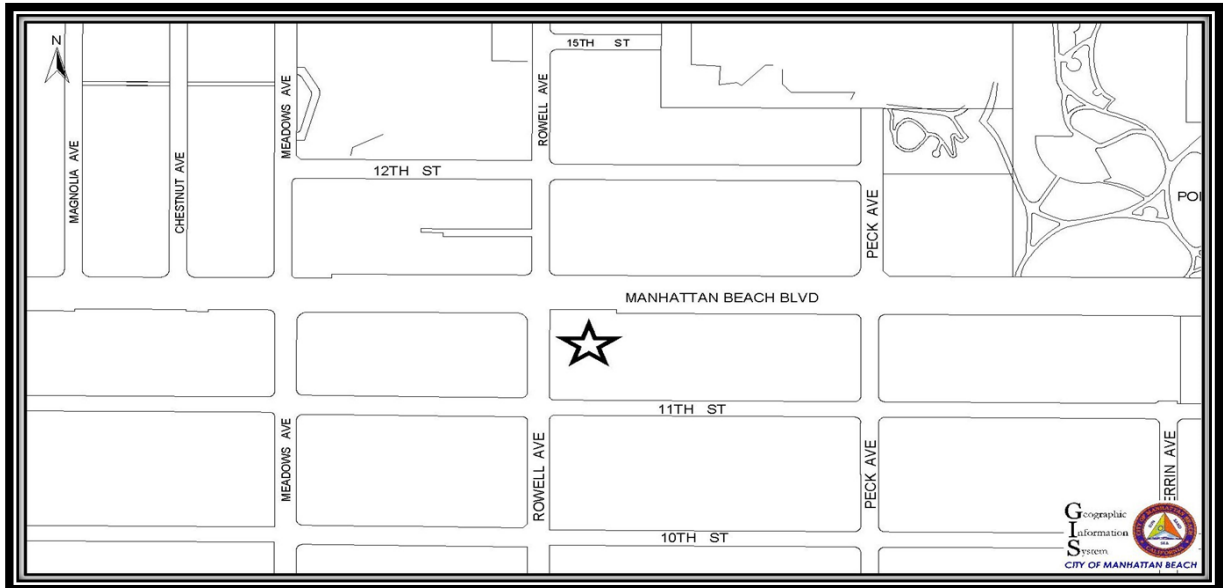 N
15TH ST
MAGNOLIA AVE
CHESTNUT AVE
MEADOWS AVE
ROWELL AVE
12TH ST
PECK AVE
POI
MANHATTAN BEACH BLVD
11TH ST
MEADOWS AVE
ROWELL AVE
PECK AVE
ERRIN AVE
10TH ST
Geographic
Information
System
CITY OF MANHATTAN BEACH